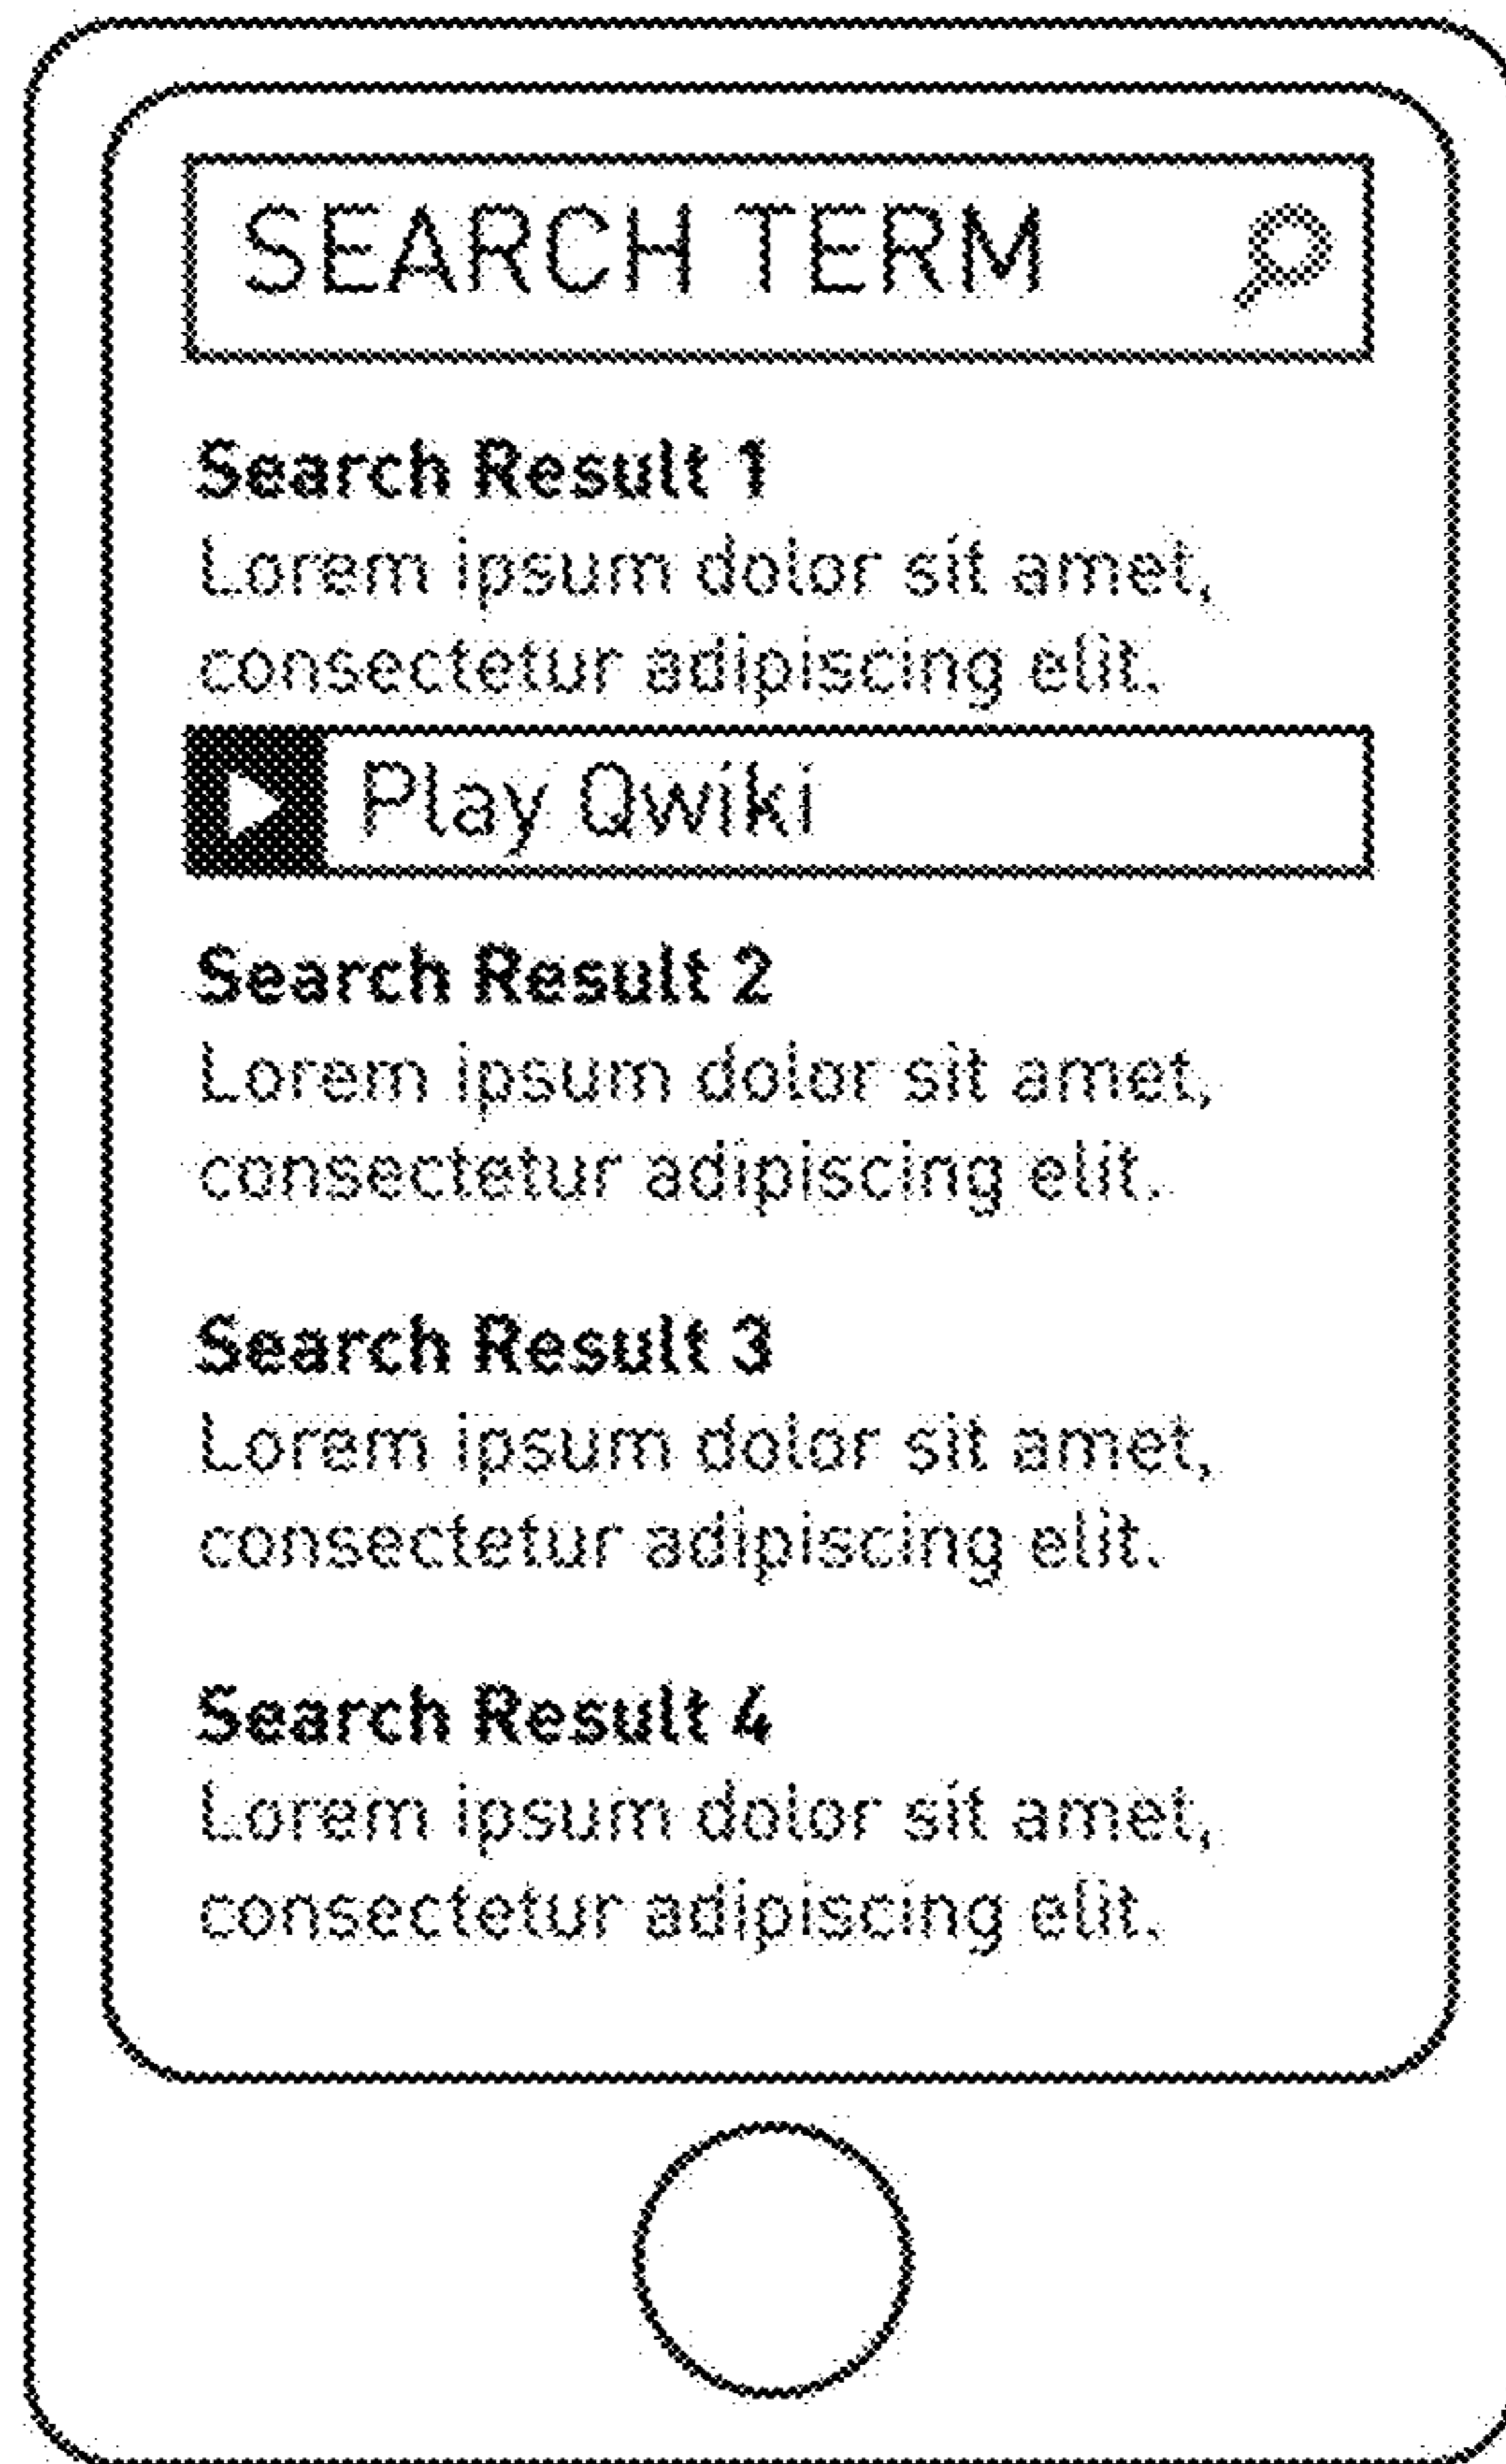 SEARCH TERM
Search Result 1
Lorem ipsum dolor sit amet,
consectetur adipiscing elit.
Play Qwiki
Search Result 2
Lorem ipsum dolor sit amet,
consectetur adipiscing elit.
Search Result 3
Lorem ipsum dolor sit amet,
consectetur adipiscing elit.
Search Result 4
Lorem ipsum dolor sit amet,
consectetur adipiscing elit.